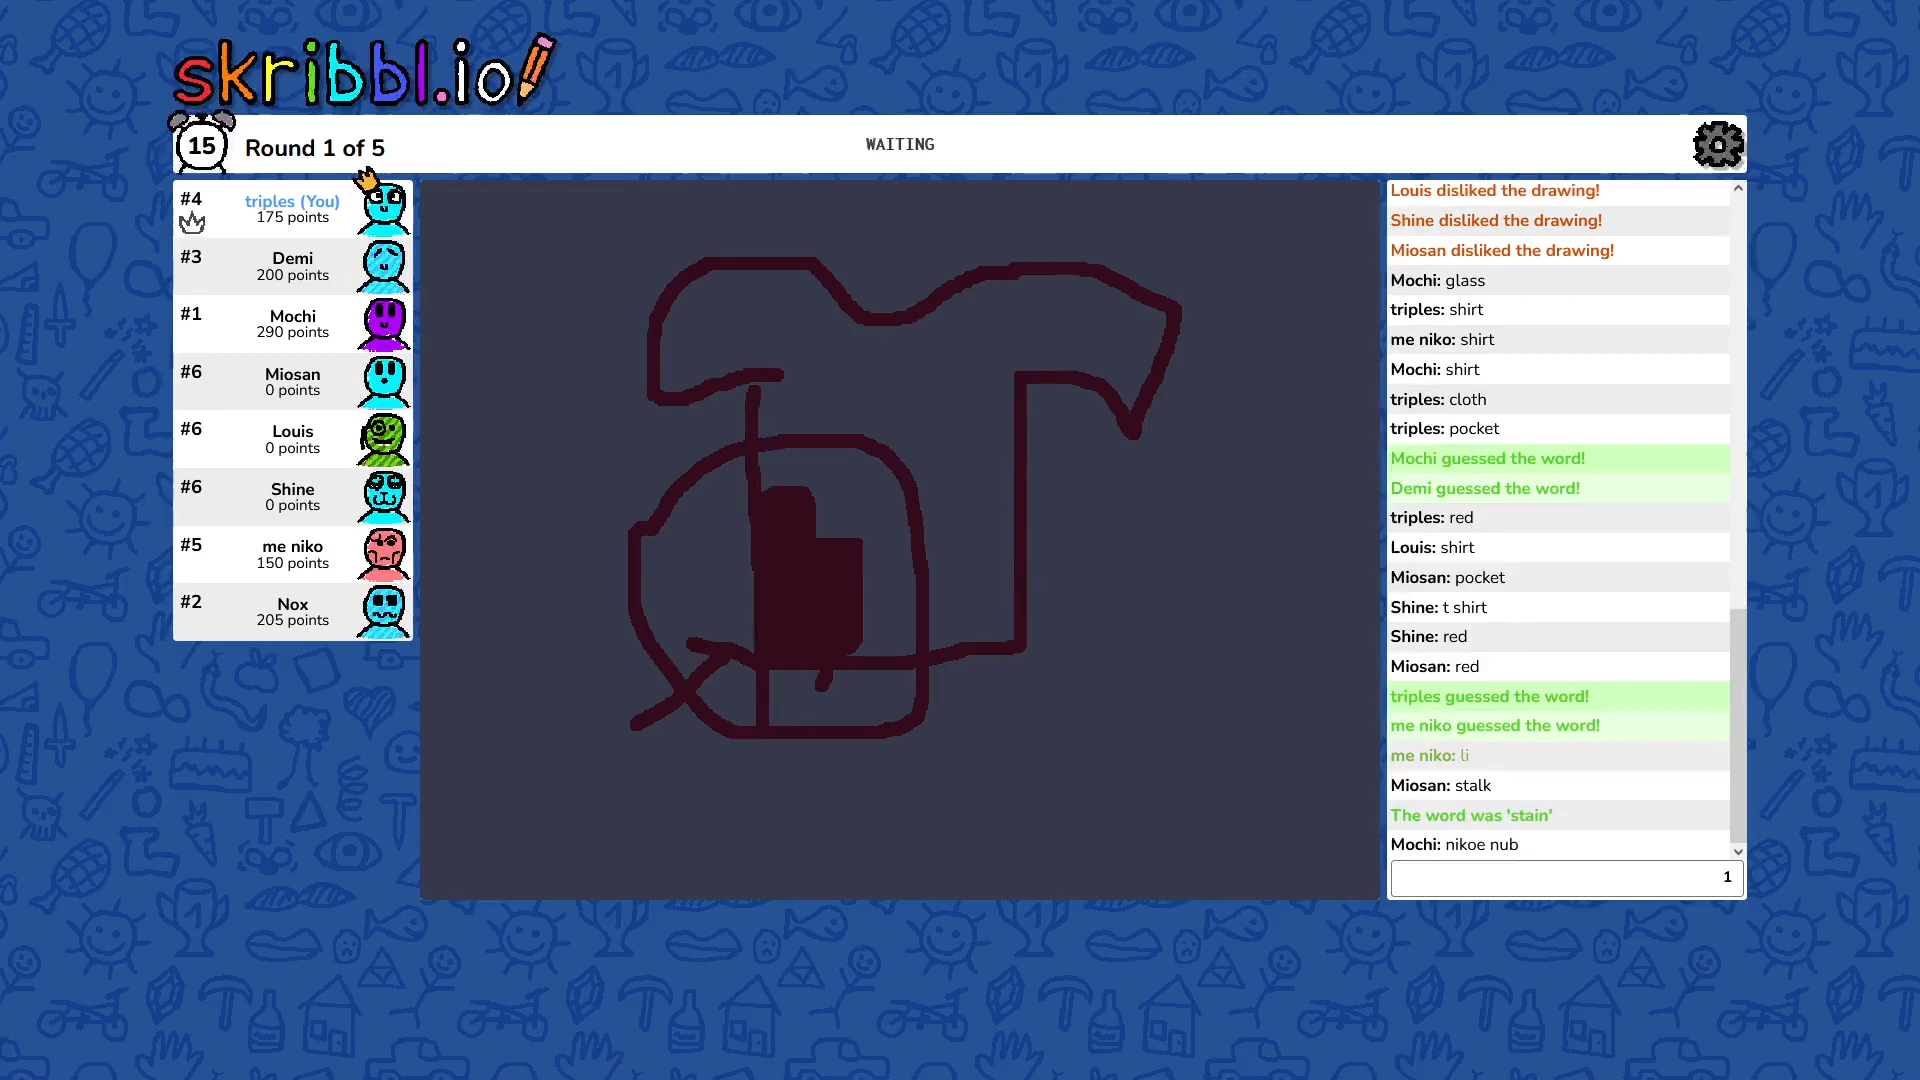 skribbl.io
15
Round 1 of 5
WAITING
#4
triples (You)
175 points
#3
Demi
200 points
#1
Mochi
290 points
#6
Miosan
0 points
#6
Louis
0 points
#6
Shine
0 points
#5
me niko
150 points
#2
Nox
205 points
Louis disliked the drawing!
Shine disliked the drawing!
Miosan disliked the drawing!
Mochi: glass
triples: shirt
me niko: shirt
Mochi: shirt
triples: cloth
triples: pocket
Mochi guessed the word!
Demi guessed the word!
triples: red
Louis: shirt
Miosan: pocket
Shine: t shirt
Shine: red
Miosan: red
triples guessed the word!
me niko guessed the word!
me niko: li
Miosan: stalk
The word was 'stain'
Mochi: nikoe nub
1